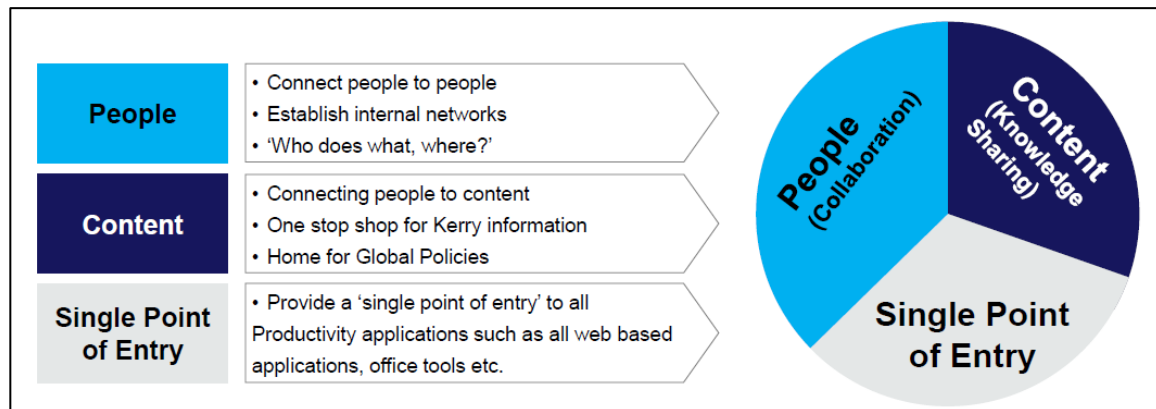 People
• Connect people to people
• Establish internal networks
• ‘Who does what, where?’
Content
• Connecting people to content
• One stop shop for Kerry information
• Home for Global Policies
Single Point
of Entry
• Provide a ‘single point of entry’ to all
Productivity applications such as all web based
applications, office tools etc.
People
(Collaboration)
Content
(Knowledge
Sharing)
Single Point
of Entry